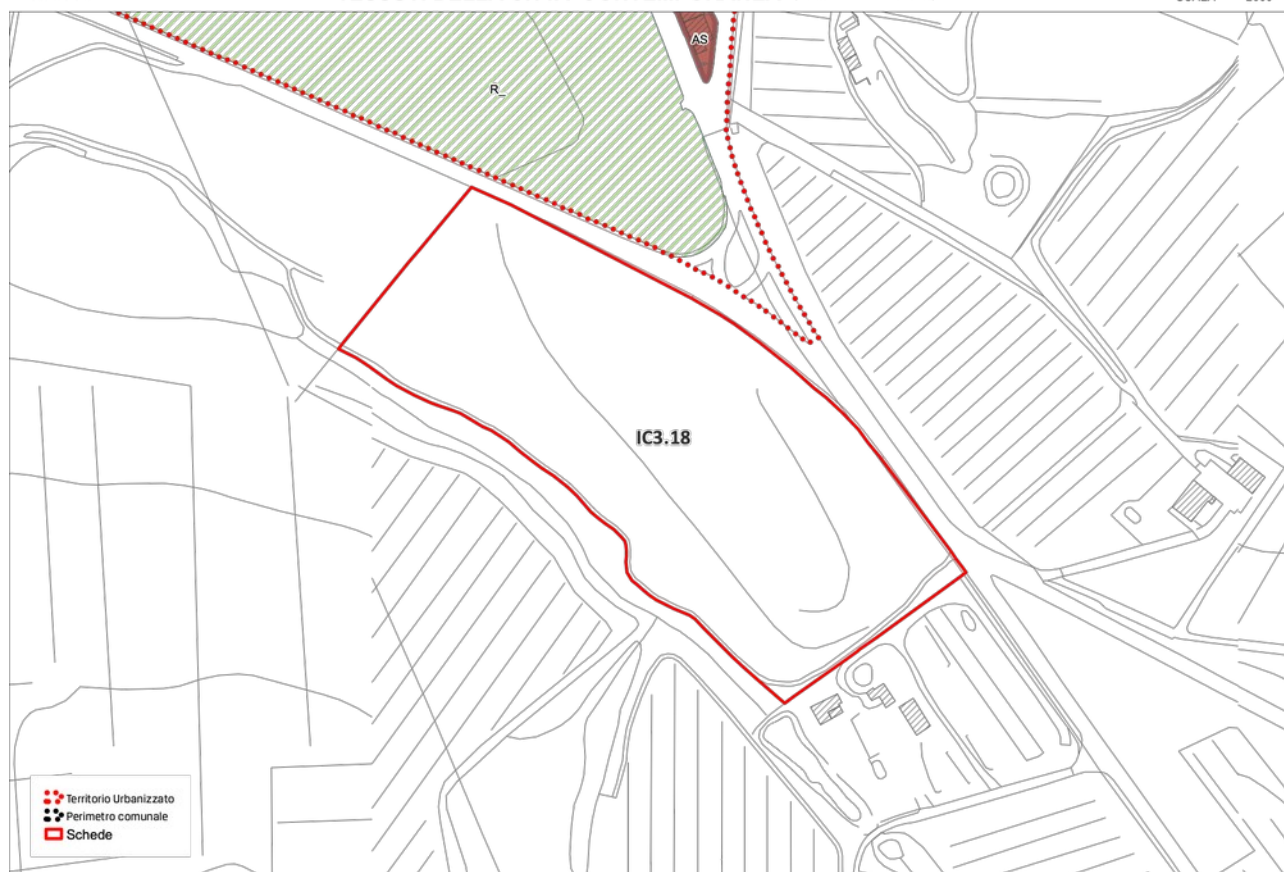 AS
R_
IC3.18
Territorio Urbanizzato
Perimetro comunale
Schede